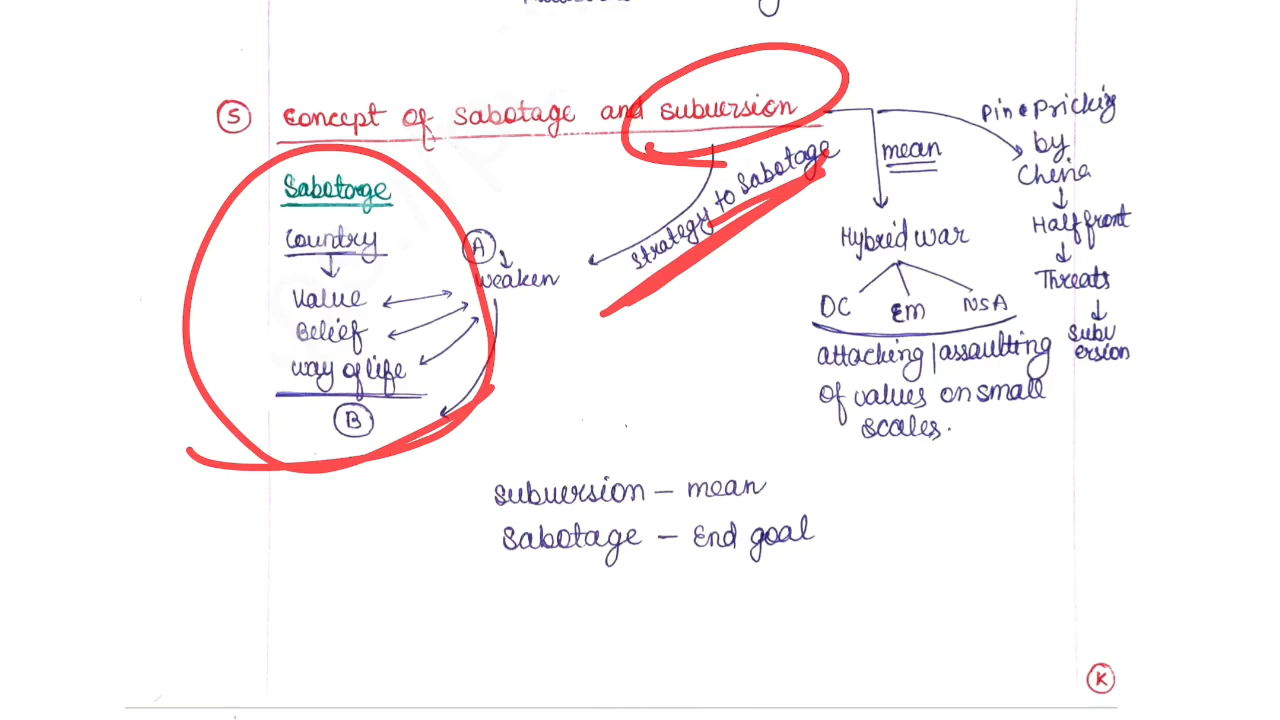 5 Concept of Sabotage and subversion
Sabotage
Country
Value
Belief
Way of life
B
A
Weaken
Strategy to Sabotage
mean
Hybrid war
DC EM NSA
attacking/assaulting
of values on small
scales.
Pin Pricking
by
China
Half front
Threats
Subv
ersion
subversion – mean
Sabotage – End goal
K